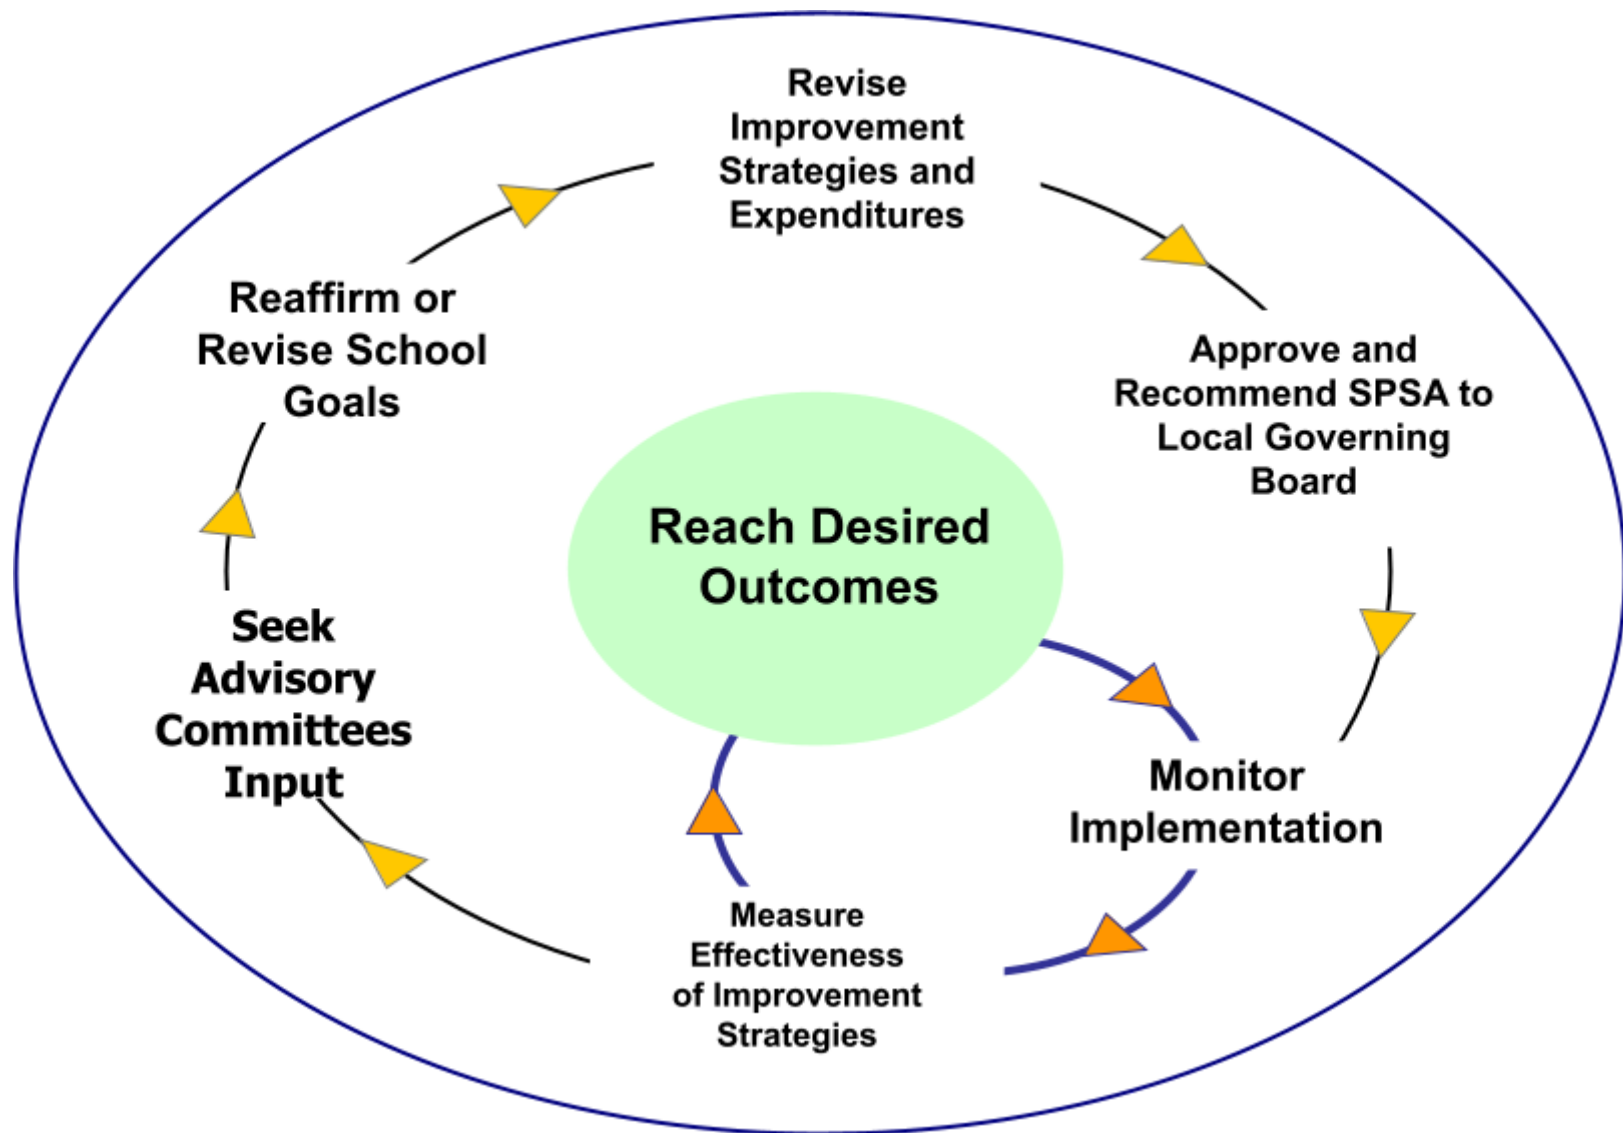 Revise
Improvement
Strategies and
Expenditures
Reaffirm or
Revise School
Goals
Approve and
Recommend SPSA to
Local Governing
Board
Reach Desired
Outcomes
Seek
Advisory
Committees
Input
Monitor
Implementation
Measure
Effectiveness
of Improvement
Strategies